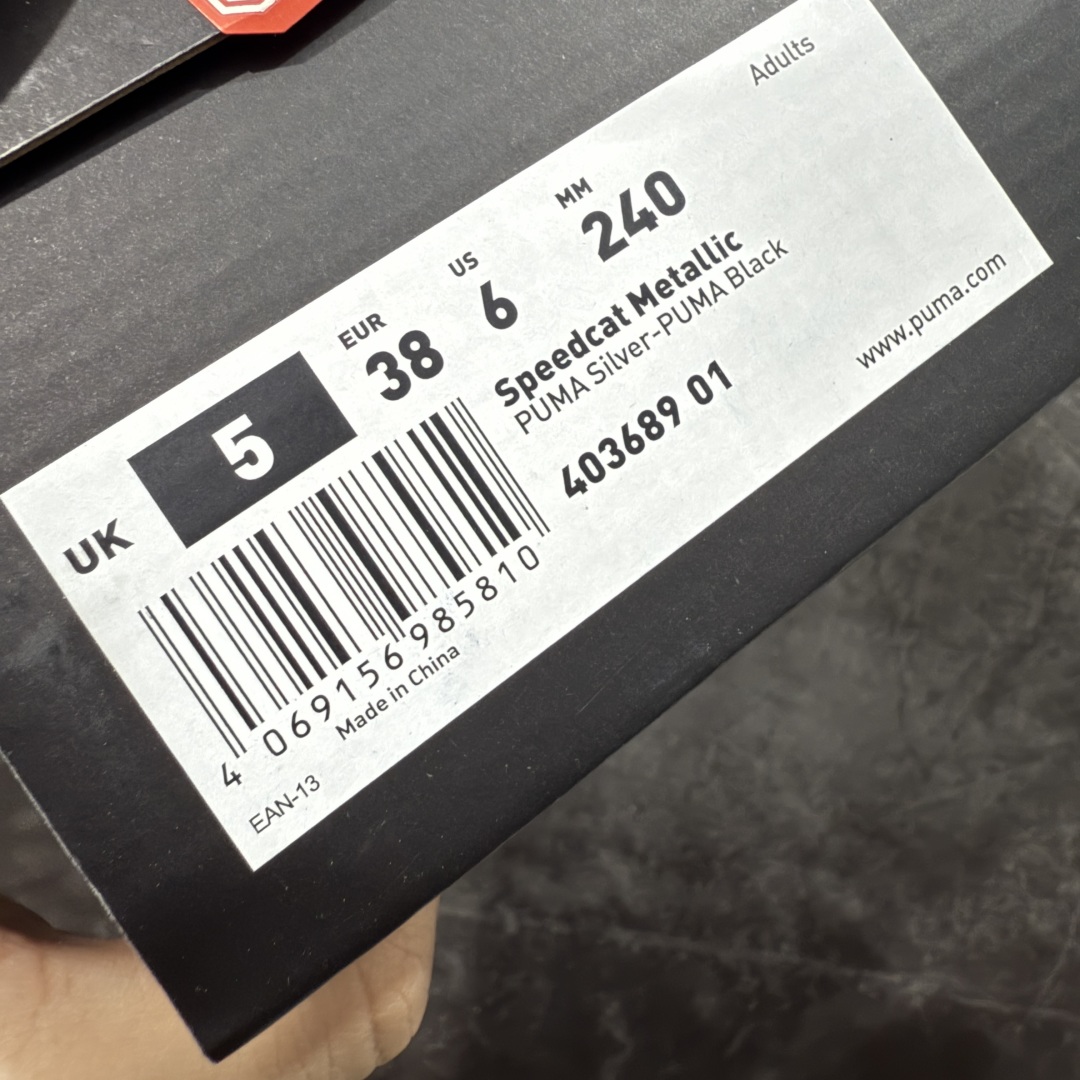 Adults
UK 5
EUR 38
US 6
MM 240
Speedcat Metallic
PUMA Silver-PUMA Black
403689 01
www.puma.com
4 069156 985810
Made in China
EAN-13